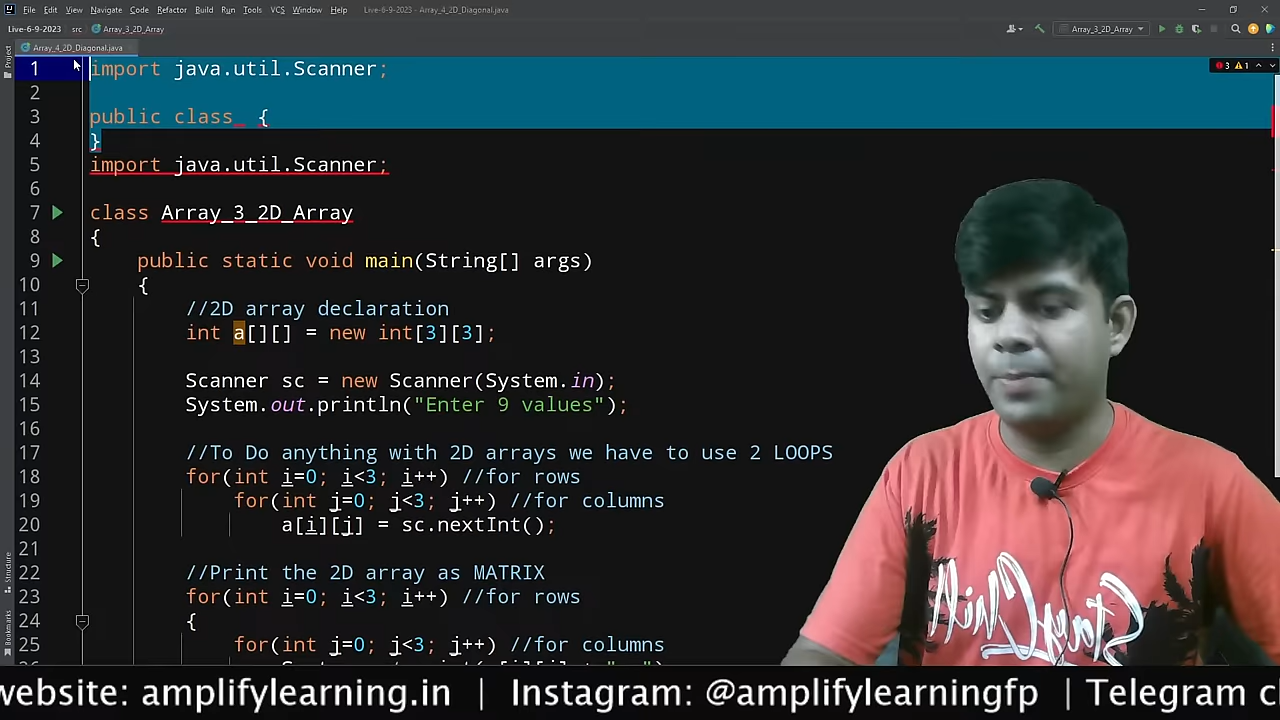 File Edit View Navigate Code Refactor Build Run Tools VCS Window Help Live-6-9-2023 - Array_4_2D_Diagonal.java
Live-6-9-2023 src Array_3_2D_Array Array_3_2D_Array
Array_4_2D_Diagonal.java
Project
3 1
1 import java.util.Scanner;
2
3 public class {
4 }
5 import java.util.Scanner;
6
7 class Array_3_2D_Array
8 {
9 public static void main(String[] args)
10 {
11 //2D array declaration
12 int a[][] = new int[3][3];
13
14 Scanner sc = new Scanner(System.in);
15 System.out.println("Enter 9 values");
16
17 //To Do anything with 2D arrays we have to use 2 LOOPS
18 for(int i=0; i<3; i++) //for rows
19 for(int j=0; j<3; j++) //for columns
20 a[i][j] = sc.nextInt();
21
22 //Print the 2D array as MATRIX
23 for(int i=0; i<3; i++) //for rows
24 {
25 for(int j=0; j<3; j++) //for columns
Structure
Bookmarks
Stay Chill
website: amplifylearning.in | Instagram: @amplifylearningfp | Telegram c